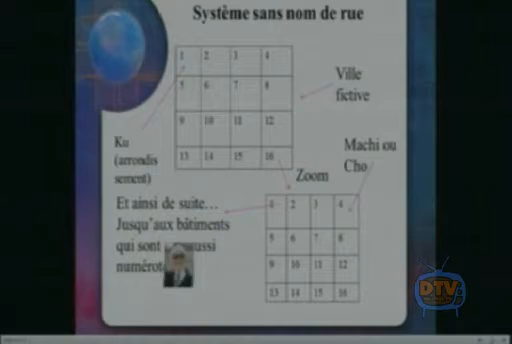 Système sans nom de rue
1 2 3 4
5 6 7 8
9 10 11 12
13 14 15 16
Ville
fictive
Ku
(arrondis
sement)
Machi ou
Cho
Zoom
Et ainsi de suite…
Jusqu'aux bâtiments
qui sont
numérot
1 2 3 4
5 6 7 8
9 10 11 12
13 14 15 16
DTV